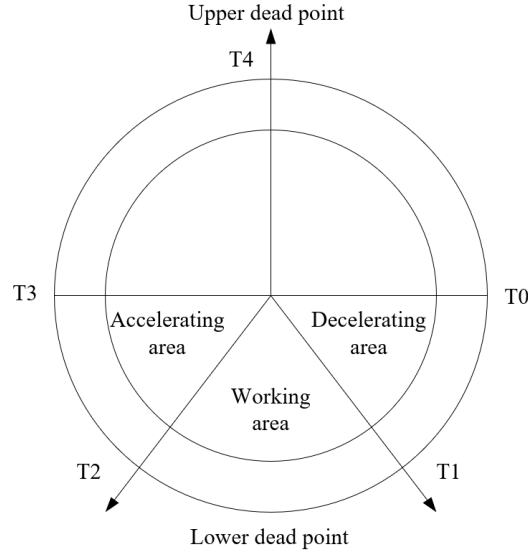 Upper dead point
T4
T3
T0
Accelerating
area
Decelerating
area
Working
area
T2
T1
Lower dead point